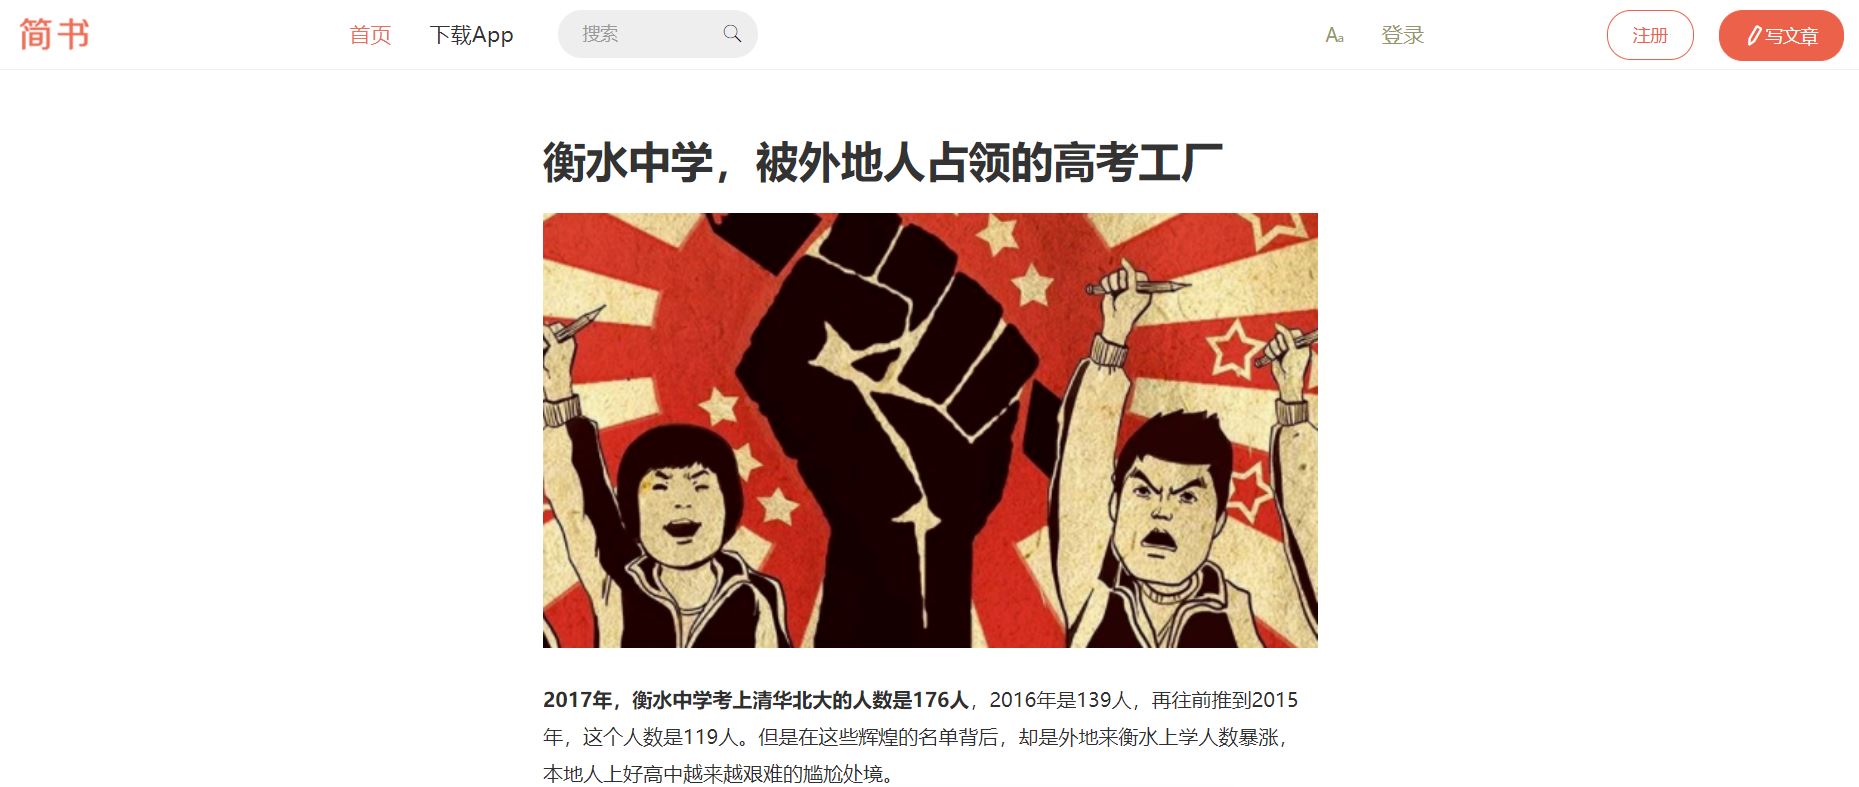 简书
首页
下载App
搜索
Aa
登录
注册
写文章
衡水中学，被外地人占领的高考工厂
2017年，衡水中学考上清华北大的人数是176人，2016年是139人，再往前推到2015
年，这个人数是119人。但是在这些辉煌的名单背后，却是外地来衡水上学人数暴涨，
本地人上好高中越来越艰难的尴尬处境。